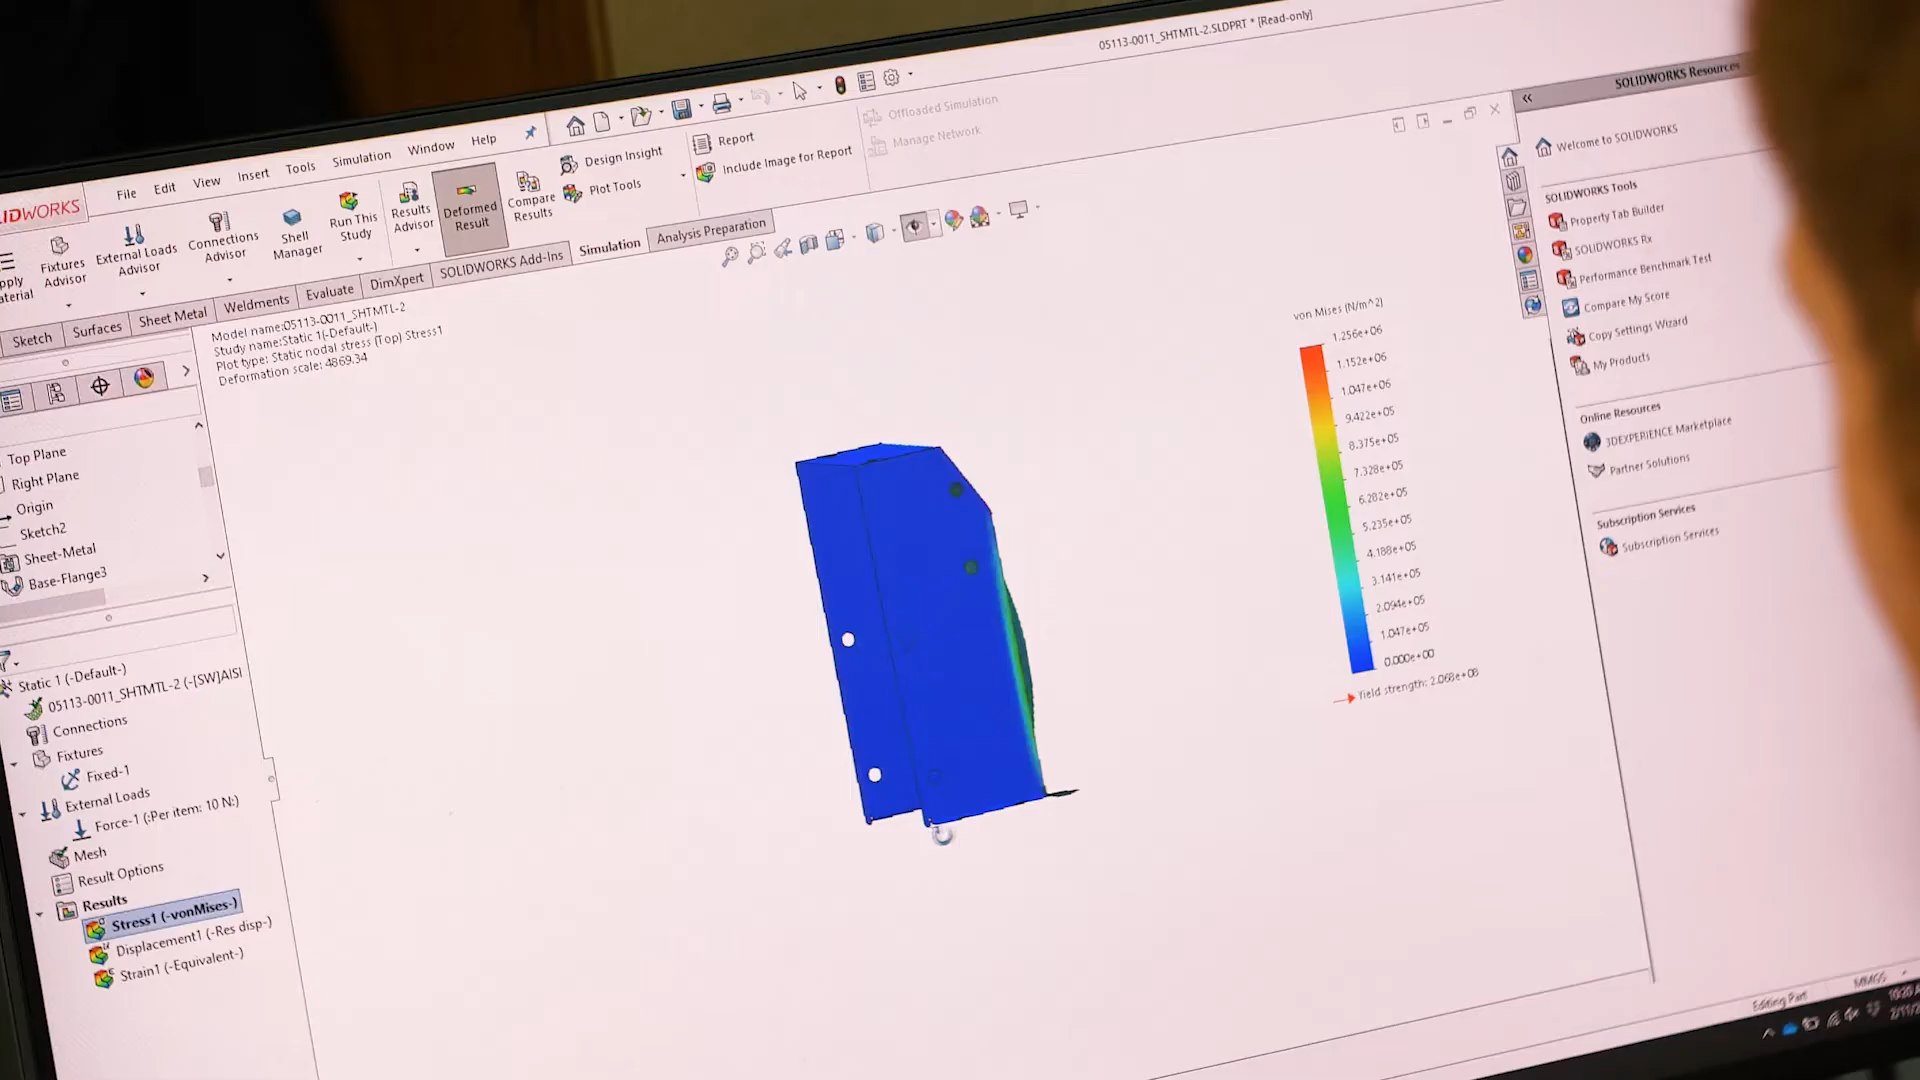 05113-0011_SHTMTL-2.SLDPRT * [Read-only]
SOLIDWORKS Resources
File Edit View Insert Tools Simulation Window Help
Fixtures Advisor
External Loads Advisor
Connections Advisor
Shell Manager
Run This Study
Results Advisor
Deformed Result
Compare Results
Design Insight
Plot Tools
Report
Include Image for Report
Offloaded Simulation
Manage Network
Sketch Surfaces Sheet Metal Weldments Evaluate DimXpert SOLIDWORKS Add-Ins Simulation Analysis Preparation
Model name:05113-0011_SHTMTL-2
Study name:Static 1(-Default-)
Plot type: Static nodal stress (Top) Stress1
Deformation scale: 4869.34
Top Plane
Right Plane
Origin
Sketch2
Sheet-Metal
Base-Flange3
Static 1 (-Default-)
05113-0011_SHTMTL-2 (-[SW]AISI
Connections
Fixtures
Fixed-1
External Loads
Force-1 (:Per item: 10 N:)
Mesh
Result Options
Results
Stress1 (-vonMises-)
Displacement1 (-Res disp-)
Strain1 (-Equivalent-)
von Mises (N/m^2)
1.256e+06
1.152e+06
1.047e+06
9.422e+05
8.375e+05
7.328e+05
6.282e+05
5.235e+05
4.188e+05
3.141e+05
2.094e+05
1.047e+05
0.000e+00
Yield strength: 2.068e+08
Welcome to SOLIDWORKS
SOLIDWORKS Tools
Property Tab Builder
SOLIDWORKS Rx
Performance Benchmark Test
Compare My Score
Copy Settings Wizard
My Products
Online Resources
3DEXPERIENCE Marketplace
Partner Solutions
Subscription Services
Subscription Services
Editing Part
MMGS